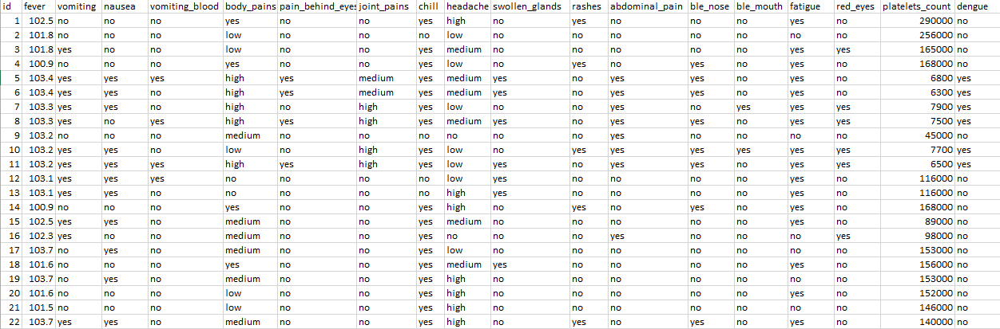 id fever vomiting nausea vomiting_blood body_pains pain_behind_eyes joint_pains chill headache swollen_glands rashes abdominal_pain ble_nose ble_mouth fatigue red_eyes platelets_count dengue
1 102.5 no no no yes no no yes high no yes no no no yes no 290000 no
2 101.8 no no no low no no no low no no no no no no no 256000 no
3 101.8 yes no no low no no yes medium no no no no no yes yes 165000 no
4 100.9 no no no yes no no yes low no yes no yes no yes no 168000 no
5 103.4 yes yes yes high yes medium yes medium yes no yes yes no yes no 6800 yes
6 103.4 yes yes no high yes medium yes medium yes no yes yes no yes no 6300 yes
7 103.3 yes yes no high no high yes low no no yes no yes yes yes 7900 yes
8 103.3 yes no yes high yes high yes medium yes no yes yes no yes yes 7500 yes
9 103.2 no no no medium no no no no no no yes no no no no 45000 no
10 103.2 yes yes no low no high yes low no yes yes yes yes yes yes 7700 yes
11 103.2 yes yes yes high yes high yes low yes no yes yes no yes yes 6500 yes
12 103.1 yes yes yes no no no no low yes no no no no yes no 116000 no
13 103.1 yes yes no no no no no high yes no no no no yes no 116000 no
14 100.9 no no no yes no no yes high no yes no yes no yes no 168000 no
15 102.5 yes yes no medium no no yes medium no no no no no yes no 89000 no
16 102.3 yes no no medium no no yes no no no yes no no no yes 98000 no
17 103.7 no yes no medium no no yes low no no no no no no no 153000 no
18 101.6 no no no yes no no yes medium yes no no no no yes no 156000 no
19 103.7 no yes no medium no no yes high no no no no no no no 153000 no
20 101.6 no no no low no no yes high no no no no no yes no 152000 no
21 101.5 no no no low no no yes high no no no no no no no 146000 no
22 103.7 yes yes no medium no no yes high no yes no yes no yes no 140000 no